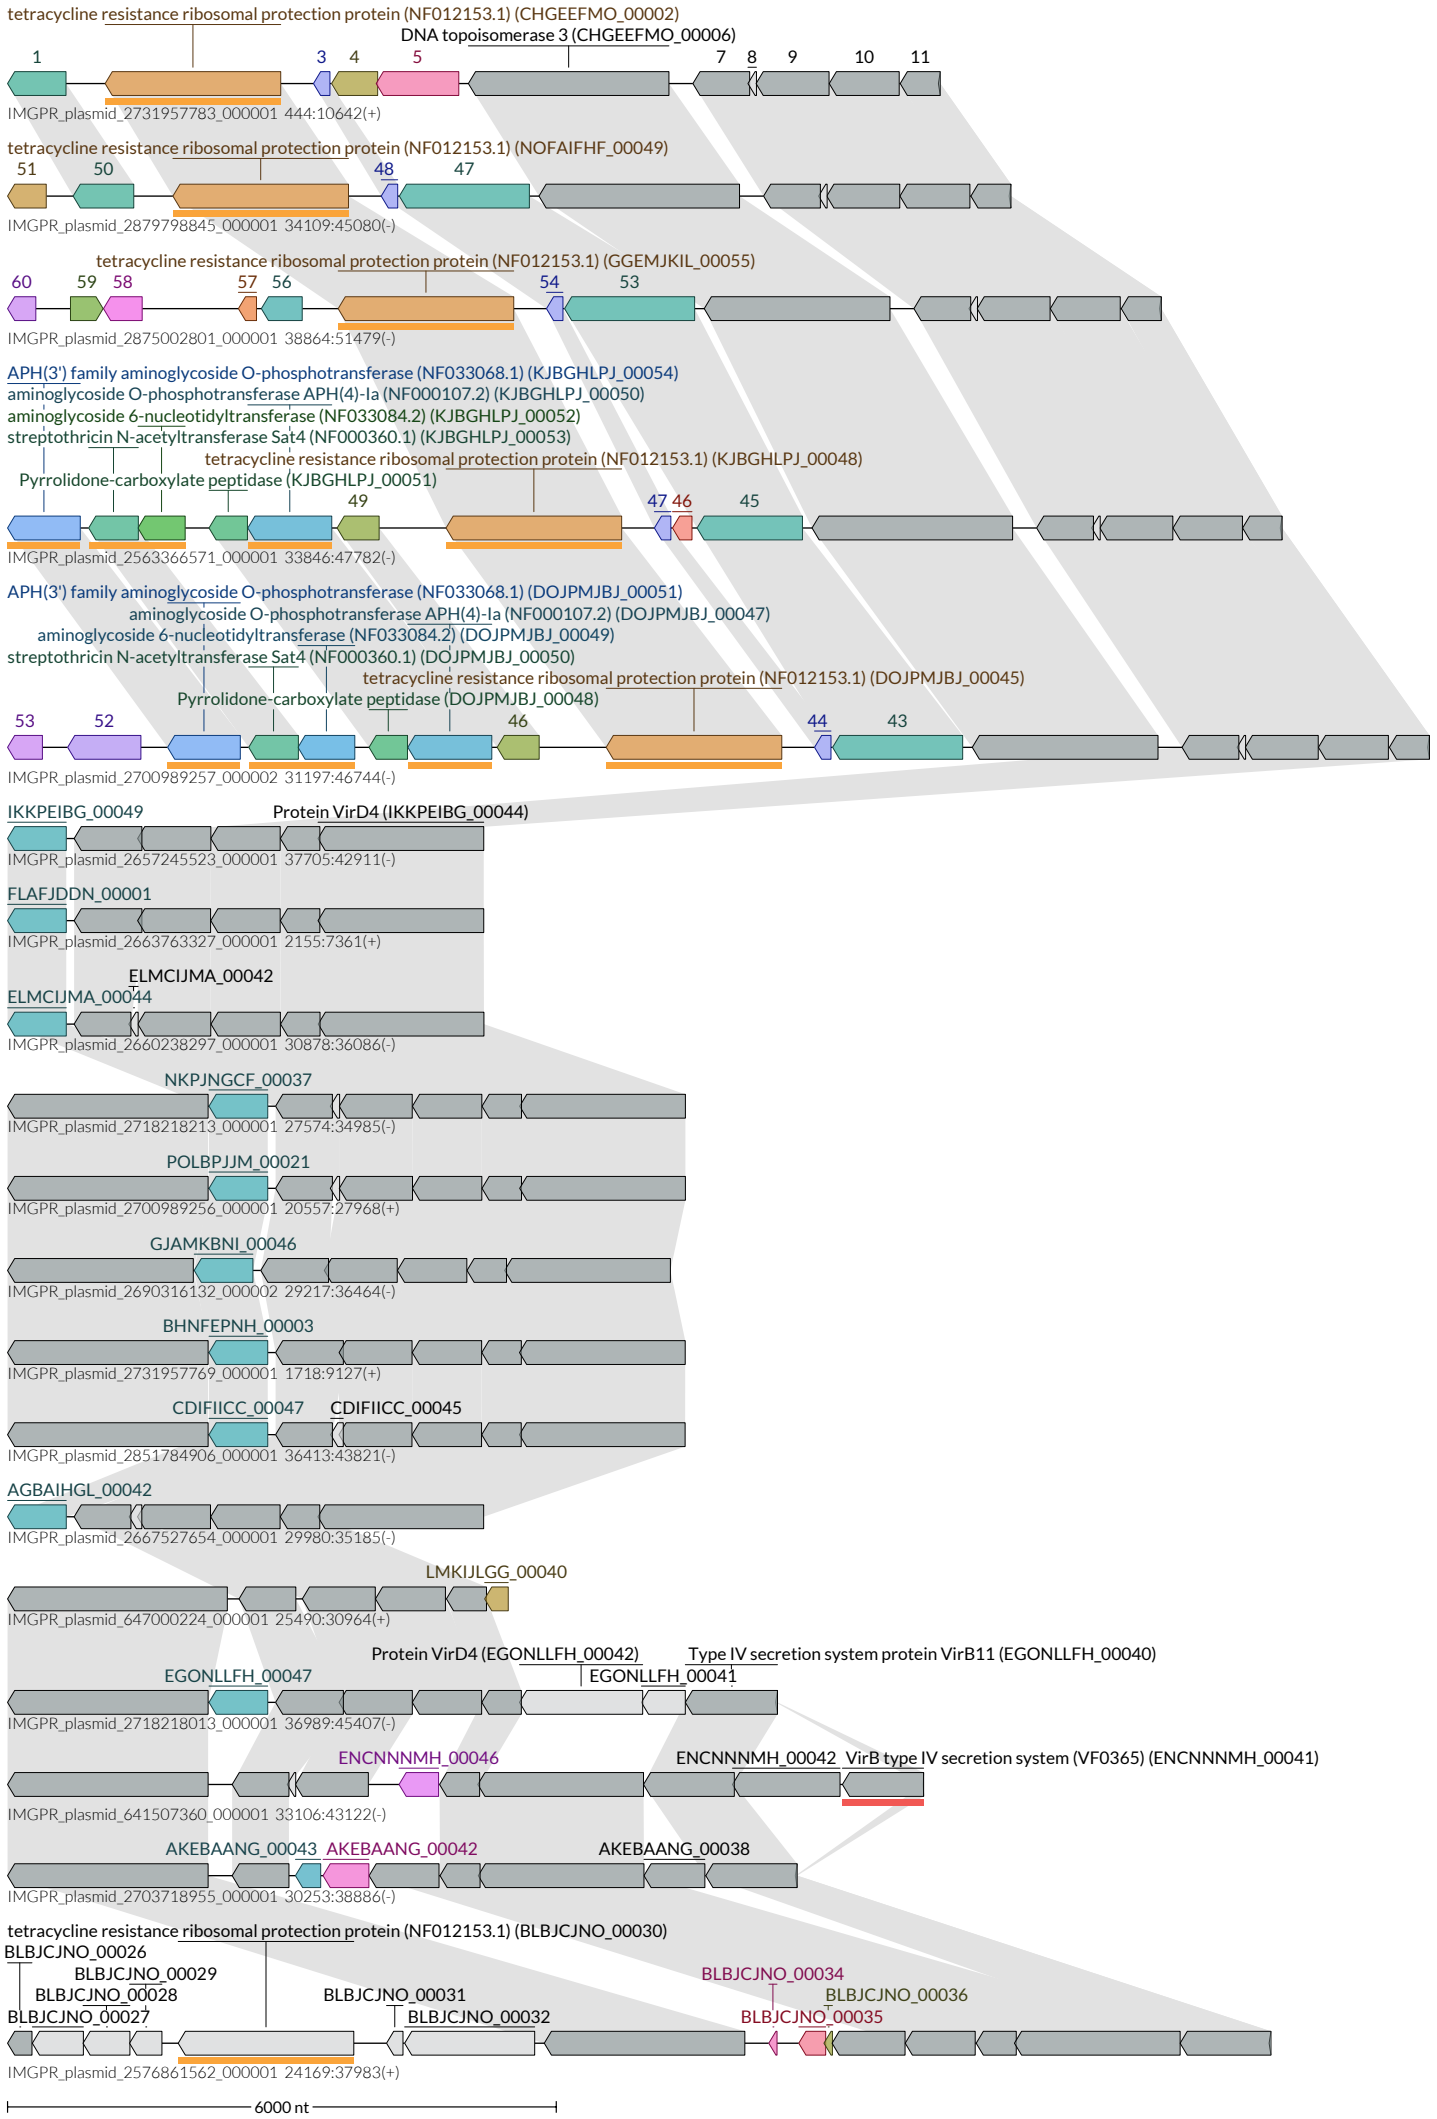 tetracycline resistance ribosomal protection protein (NF012153.1) (CHGEEFMO_00002)
DNA topoisomerase 3 (CHGEEFMO_00006)
1 3 4 5 7 8 9 10 11
IMGPR_plasmid_2731957783_000001 444:10642(+)
tetracycline resistance ribosomal protection protein (NF012153.1) (NOFAIFHF_00049)
51 50 48 47
IMGPR_plasmid_2879798845_000001 34109:45080(-)
tetracycline resistance ribosomal protection protein (NF012153.1) (GGEMJKIL_00055)
60 59 58 57 56 54 53
IMGPR_plasmid_2875002801_000001 38864:51479(-)
APH(3') family aminoglycoside O-phosphotransferase (NF033068.1) (KJBGHLPJ_00054)
aminoglycoside O-phosphotransferase APH(4)-Ia (NF000107.2) (KJBGHLPJ_00050)
aminoglycoside 6-nucleotidyltransferase (NF033084.2) (KJBGHLPJ_00052)
streptothricin N-acetyltransferase Sat4 (NF000360.1) (KJBGHLPJ_00053)
tetracycline resistance ribosomal protection protein (NF012153.1) (KJBGHLPJ_00048)
Pyrrolidone-carboxylate peptidase (KJBGHLPJ_00051)
49 47 46 45
IMGPR_plasmid_2563366571_000001 33846:47782(-)
APH(3') family aminoglycoside O-phosphotransferase (NF033068.1) (DOJPMJBJ_00051)
aminoglycoside O-phosphotransferase APH(4)-Ia (NF000107.2) (DOJPMJBJ_00047)
aminoglycoside 6-nucleotidyltransferase (NF033084.2) (DOJPMJBJ_00049)
streptothricin N-acetyltransferase Sat4 (NF000360.1) (DOJPMJBJ_00050)
tetracycline resistance ribosomal protection protein (NF012153.1) (DOJPMJBJ_00045)
Pyrrolidone-carboxylate peptidase (DOJPMJBJ_00048)
53 52 46 44 43
IMGPR_plasmid_2700989257_000002 31197:46744(-)
IKKPEIBG_00049 Protein VirD4 (IKKPEIBG_00044)
IMGPR_plasmid_2657245523_000001 37705:42911(-)
FLAFJDDN_00001
IMGPR_plasmid_2663763327_000001 2155:7361(+)
ELMCIJMA_00042
ELMCIJMA_00044
IMGPR_plasmid_2660238297_000001 30878:36086(-)
NKPJNGCF_00037
IMGPR_plasmid_2718218213_000001 27574:34985(-)
POLBPJJM_00021
IMGPR_plasmid_2700989256_000001 20557:27968(+)
GJAMKBNI_00046
IMGPR_plasmid_2690316132_000002 29217:36464(-)
BHNFEPNH_00003
IMGPR_plasmid_2731957769_000001 1718:9127(+)
CDIFIICC_00047 CDIFIICC_00045
IMGPR_plasmid_2851784906_000001 36413:43821(-)
AGBAIHGL_00042
IMGPR_plasmid_2667527654_000001 29980:35185(-)
LMKIJLGG_00040
IMGPR_plasmid_647000224_000001 25490:30964(+)
Protein VirD4 (EGONLLFH_00042) Type IV secretion system protein VirB11 (EGONLLFH_00040)
EGONLLFH_00047 EGONLLFH_00041
IMGPR_plasmid_2718218013_000001 36989:45407(-)
ENCNNNMH_00046 ENCNNNMH_00042 VirB type IV secretion system (VF0365) (ENCNNNMH_00041)
IMGPR_plasmid_641507360_000001 33106:43122(-)
AKEBAANG_00043 AKEBAANG_00042 AKEBAANG_00038
IMGPR_plasmid_2703718955_000001 30253:38886(-)
tetracycline resistance ribosomal protection protein (NF012153.1) (BLBJCJNO_00030)
BLBJCJNO_00026
BLBJCJNO_00029 BLBJCJNO_00034
BLBJCJNO_00028 BLBJCJNO_00031 BLBJCJNO_00036
BLBJCJNO_00027 BLBJCJNO_00032 BLBJCJNO_00035
IMGPR_plasmid_2576861562_000001 24169:37983(+)
6000 nt